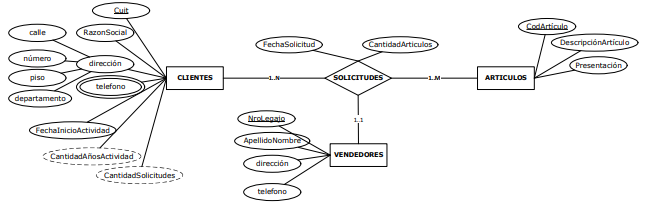 Cuit
calle
RazonSocial
número
dirección
piso
telefono
departamento
FechaInicioActividad
CantidadAñosActividad
CantidadSolicitudes
CLIENTES
1..N
FechaSolicitud
CantidadArticulos
SOLICITUDES
1..M
ARTICULOS
CodArtículo
DescripciónArtículo
Presentación
1..1
NroLegajo
ApellidoNombre
dirección
telefono
VENDEDORES